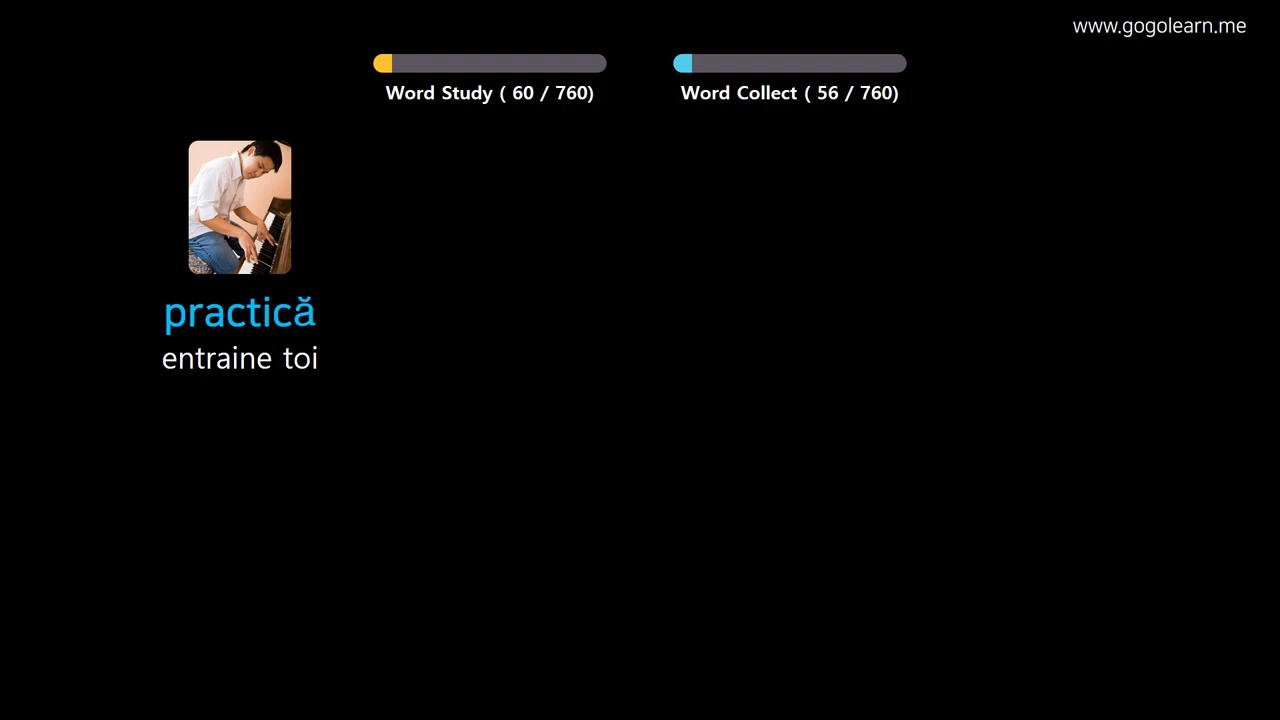 www.gogolearn.me
Word Study ( 60 / 760)
Word Collect ( 56 / 760)
practică
entraine toi